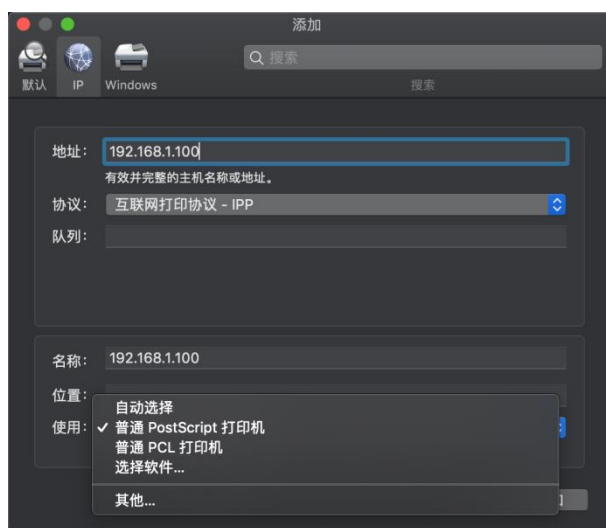 添加
搜索
默认 IP Windows 搜索
地址： 192.168.1.100
有效并完整的主机名称或地址。
协议： 互联网打印协议 - IPP
队列：
名称： 192.168.1.100
位置：
使用： 自动选择
✓ 普通 PostScript 打印机
普通 PCL 打印机
选择软件...
其他...